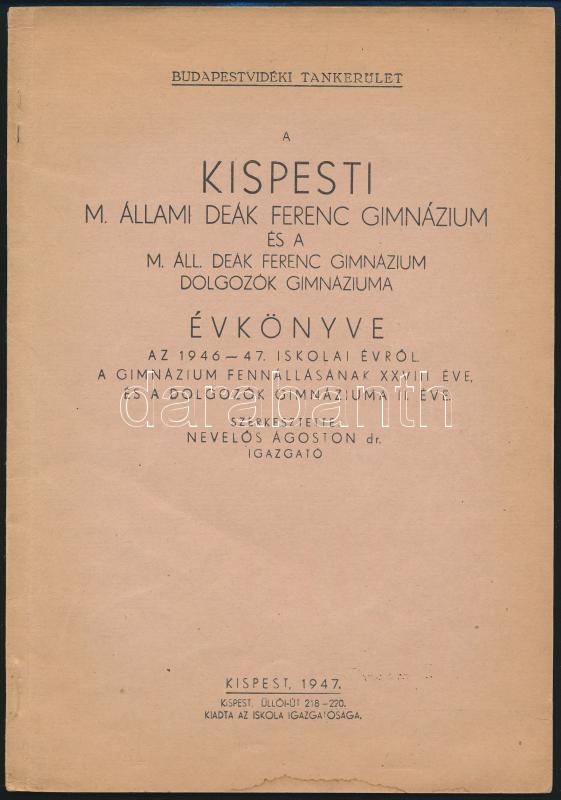 BUDAPESTVIDÉKI TANKERÜLET
A
KISPESTI
M. ÁLLAMI DEÁK FERENC GIMNÁZIUM
ÉS A
M. ÁLL. DEÁK FERENC GIMNÁZIUM
DOLGOZÓK GIMNÁZIUMA
ÉVKÖNYVE
AZ 1946–47. ISKOLAI ÉVRŐL
A GIMNÁZIUM FENNÁLLÁSÁNAK XXVIII ÉVE,
ÉS A DOLGOZÓK GIMNÁZIUMA II. ÉVE.
darabanth
SZERKESZTETTE
NEVELŐS ÁGOSTON dr.
IGAZGATÓ
KISPEST, 1947.
KISPEST, ÜLLŐI-ÚT 218–220.
KIADTA AZ ISKOLA IGAZGATÓSÁGA.